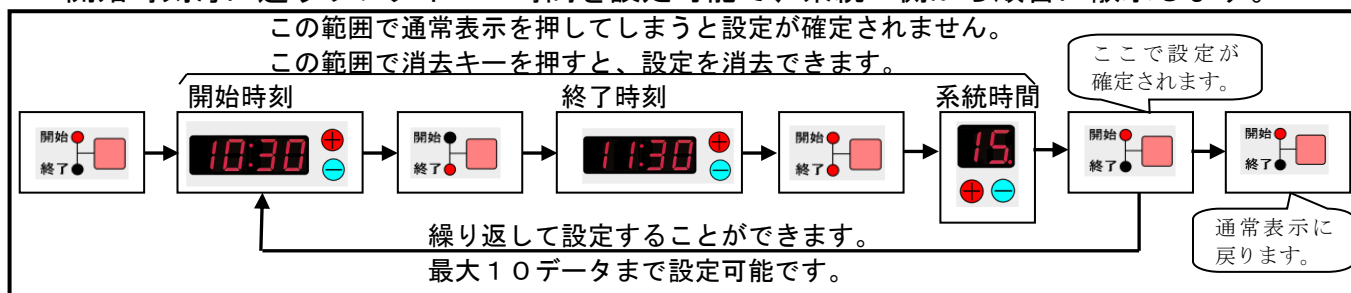 この範囲で通常表示を押してしまうと設定が確定されません。
この範囲で消去キーを押すと、設定を消去できます。
ここで設定が
確定されます。
開始時刻
終了時刻
系統時間
開始
終了
10:30
+
−
開始
終了
11:30
+
−
開始
終了
15.
+
−
開始
終了
開始
終了
繰り返して設定することができます。
最大１０データまで設定可能です。
通常表示に
戻ります。